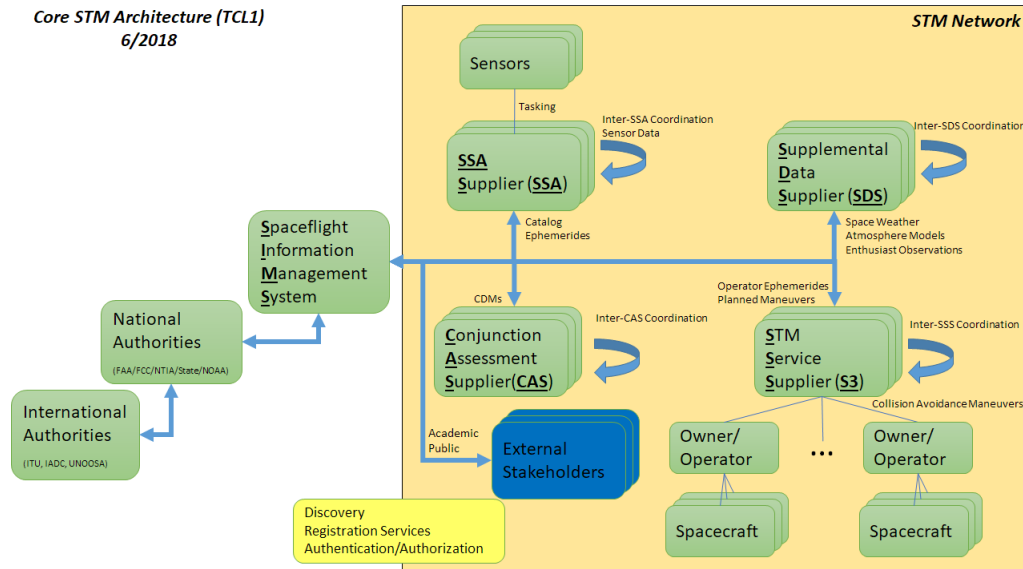 Core STM Architecture (TCL1)
6/2018
STM Network
Sensors
Tasking
Inter-SSA Coordination
Sensor Data
SSA
Supplier (SSA)
Inter-SDS Coordination
Supplemental
Data
Supplier (SDS)
Catalog
Ephemerides
Space Weather
Atmosphere Models
Enthusiast Observations
Spaceflight
Information
Management
System
CDMs
Operator Ephemerides
Planned Maneuvers
National
Authorities
(FAA/FCC/NTIA/State/NOAA)
Conjunction
Assessment
Supplier(CAS)
Inter-CAS Coordination
STM
Service
Supplier (S3)
Inter-SSS Coordination
International
Authorities
(ITU, IADC, UNOOSA)
Collision Avoidance Maneuvers
Academic
Public
External
Stakeholders
Owner/
Operator
...
Owner/
Operator
Discovery
Registration Services
Authentication/Authorization
Spacecraft
Spacecraft